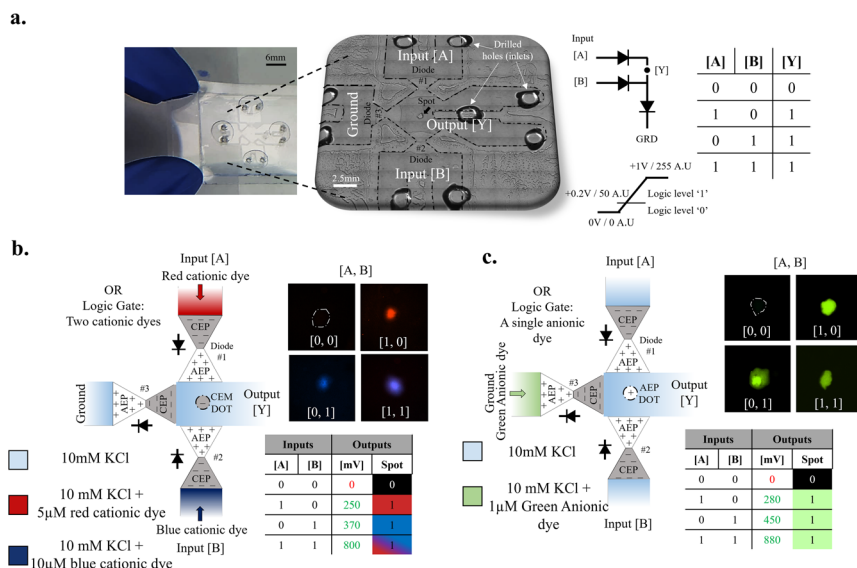 a.
6mm
Input [A]
Drilled
holes (inlets)
Diode
#1
Ground
Diode
#3
Spot
Output [Y]
#2
Diode
Input [B]
2.5mm
Input
[A]
[B]
[Y]
GRD
+1V / 255 A.U
+0.2V / 50 A.U
Logic level ‘1’
Logic level ‘0’
0V / 0 A.U
[A] [B] [Y]
0 0 0
1 0 1
0 1 1
1 1 1
b.
Input [A]
Red cationic dye
OR
Logic Gate:
Two cationic dyes
CEP
Diode
#1
AEP
Ground
AEP
#3
CEP
CEM
DOT
Output
[Y]
AEP
#2
CEP
Blue cationic dye
Input [B]
10mM KCl
10 mM KCl +
5µM red cationic dye
10 mM KCl +
10µM blue cationic dye
[A, B]
[0, 0]
[1, 0]
[0, 1]
[1, 1]
Inputs Outputs
[A] [B] [mV] Spot
0 0 0 0
1 0 250 1
0 1 370 1
1 1 800 1
c.
Input [A]
OR
Logic Gate:
A single anionic
dye
CEP
Diode
#1
AEP
Ground
Green Anionic dye
AEP
#3
CEP
AEP
DOT
Output
[Y]
AEP
#2
CEP
Input [B]
10mM KCl
10 mM KCl +
1µM Green Anionic
dye
[A, B]
[0, 0]
[1, 0]
[0, 1]
[1, 1]
Inputs Outputs
[A] [B] [mV] Spot
0 0 0 0
1 0 280 1
0 1 450 1
1 1 880 1